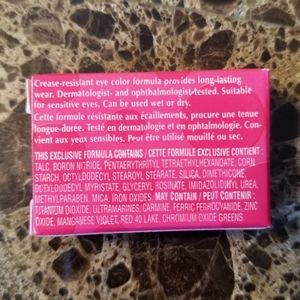 Crease-resistant eye color formula provides long-lasting
wear. Dermatologist- and ophthalmologist-tested. Suitable
for sensitive eyes. Can be used wet or dry.
Cette formule résistante aux écaillements, procure une tenue
longue-durée. Testé en dermatologie et en ophtalmologie. Con-
vient aux yeux sensibles. Peut être utilisé mouillé ou sec.
THIS EXCLUSIVE FORMULA CONTAINS / CETTE FORMULE EXCLUSIVE CONTIENT :
TALC, BORON NITRIDE, PENTAERYTHRITYL TETRAETHYLHEXANOATE, CORN
STARCH, OCTYLDODECYL STEAROYL STEARATE, SILICA, DIMETHICONE,
OCTYLDODECYL MYRISTATE, GLYCERYL ROSINATE, IMIDAZOLIDINYL UREA,
METHYLPARABEN, MICA, IRON OXIDES. MAY CONTAIN / PEUT CONTENIR :
TITANIUM DIOXIDE, ULTRAMARINES, CARMINE, FERRIC FERROCYANIDE, ZINC
OXIDE, MANGANESE VIOLET, RED 40 LAKE, CHROMIUM OXIDE GREENS.